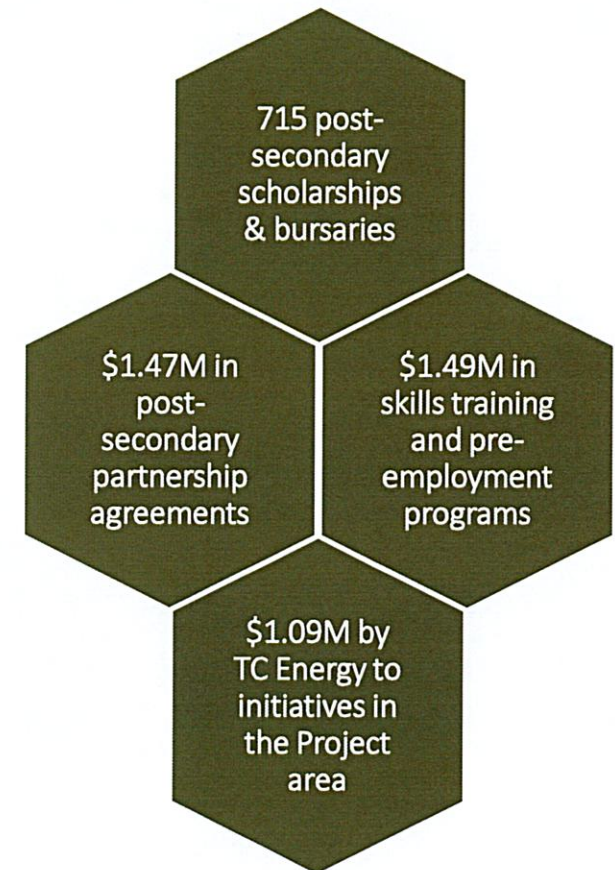 715 post-
secondary
scholarships
& bursaries
$1.47M in
post-
secondary
partnership
agreements
$1.49M in
skills training
and pre-
employment
programs
$1.09M by
TC Energy to
initiatives in
the Project
area